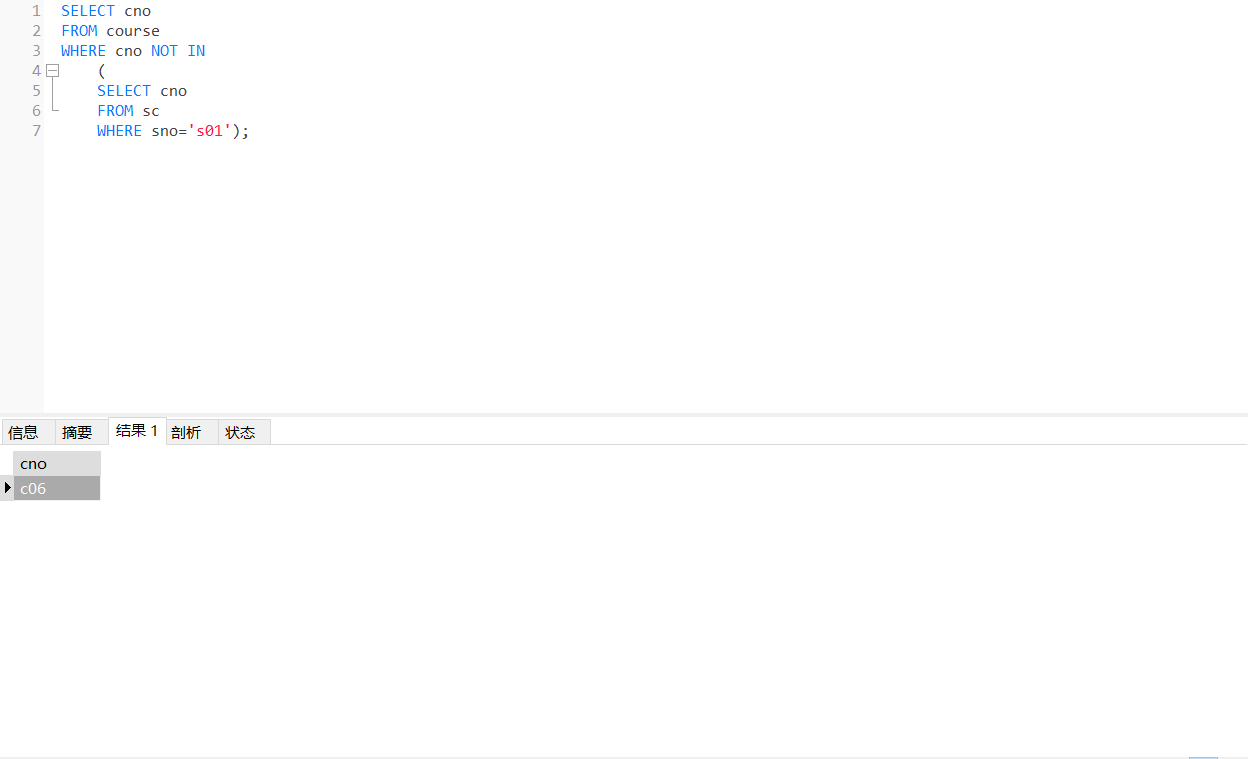 1 SELECT cno
2 FROM course
3 WHERE cno NOT IN
4 (
5 SELECT cno
6 FROM sc
7 WHERE sno='s01');
信息 摘要 结果 1 剖析 状态
cno
c06